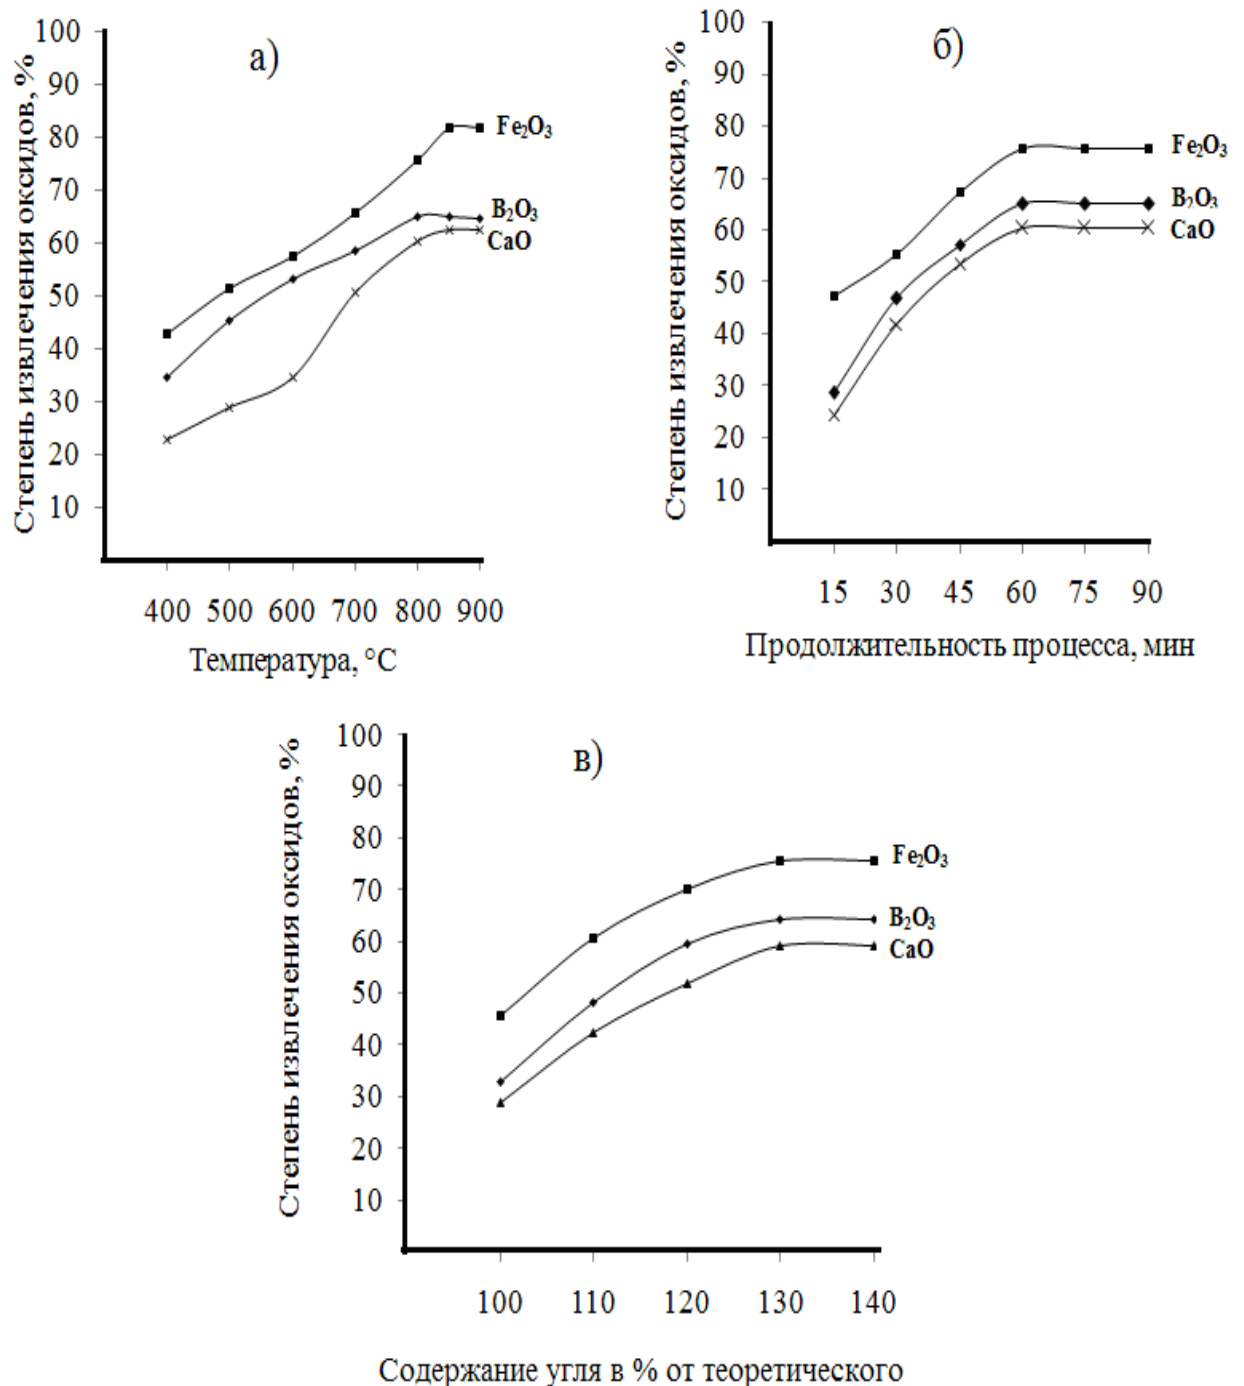 а)
Степень извлечения оксидов, %
100
90
80
70
60
50
40
30
20
10
Fe₂O₃
B₂O₃
CaO
400 500 600 700 800 900
Температура, °С
б)
Степень извлечения оксидов, %
100
90
80
70
60
50
40
30
20
10
Fe₂O₃
B₂O₃
CaO
15 30 45 60 75 90
Продолжительность процесса, мин
в)
Степень извлечения оксидов, %
100
90
80
70
60
50
40
30
20
10
Fe₂O₃
B₂O₃
CaO
100 110 120 130 140
Содержание угля в % от теоретического